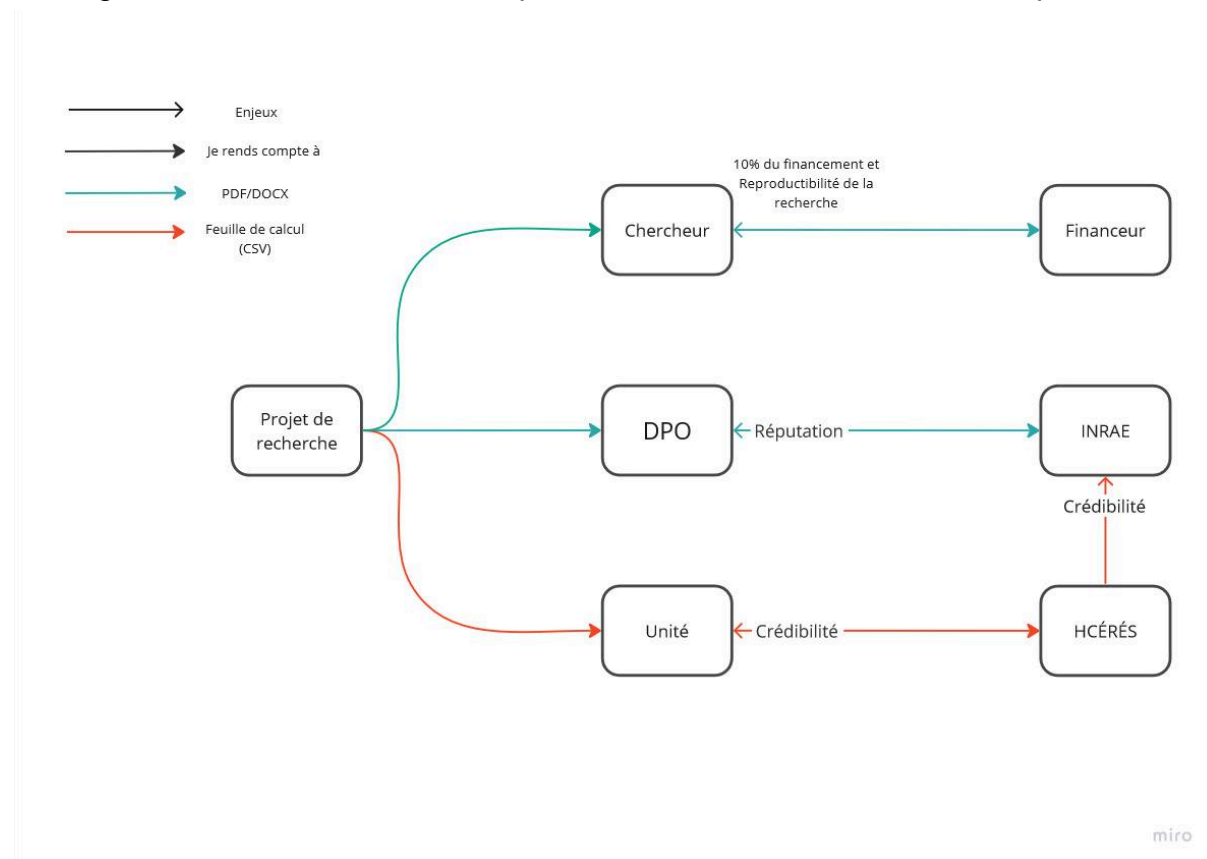 Enjeux
Je rends compte à
PDF/DOCX
Feuille de calcul
(CSV)
10% du financement et
Reproductibilité de la
recherche
Chercheur
Financeur
Projet de
recherche
DPO
Réputation
INRAE
Crédibilité
Unité
Crédibilité
HCÉRÉS
miro